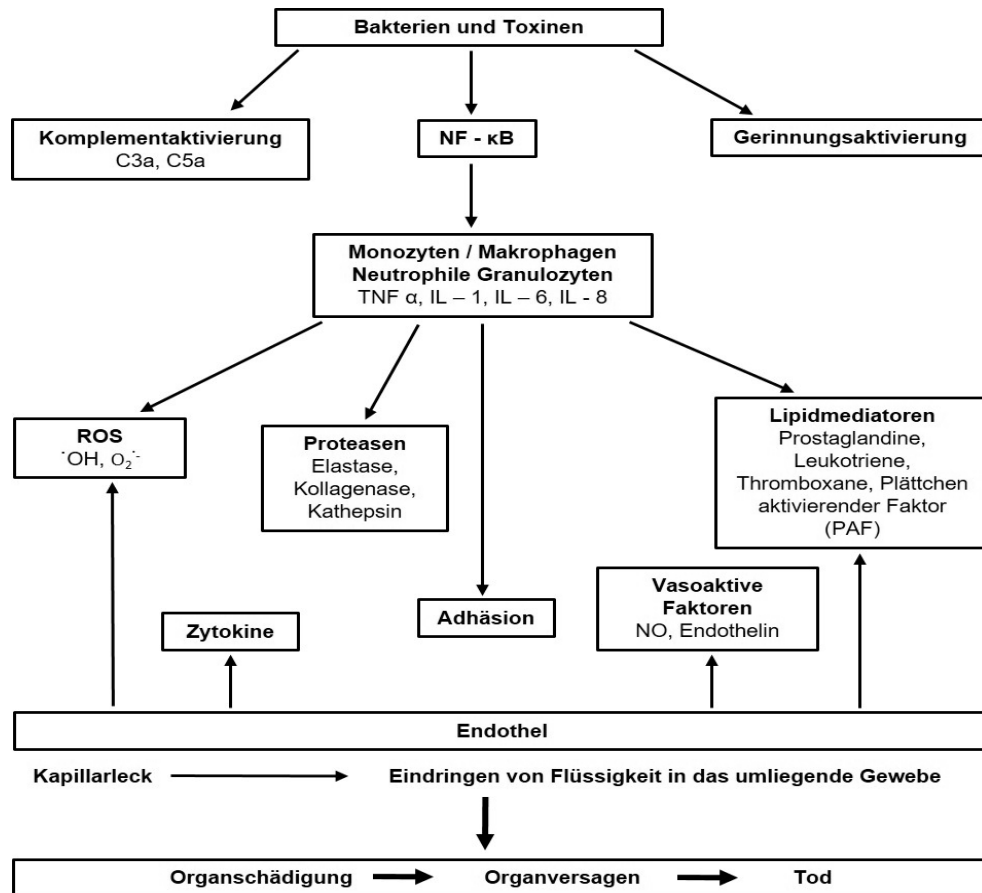 Bakterien und Toxinen
Komplementaktivierung
C3a, C5a
NF - κB
Gerinnungsaktivierung
Monozyten / Makrophagen
Neutrophile Granulozyten
TNF α, IL – 1, IL – 6, IL - 8
ROS
˙OH, O₂˙⁻
Proteasen
Elastase,
Kollagenase,
Kathepsin
Lipidmediatoren
Prostaglandine,
Leukotriene,
Thromboxane, Plättchen
aktivierender Faktor
(PAF)
Zytokine
Adhäsion
Vasoaktive
Faktoren
NO, Endothelin
Endothel
Kapillarleck
Eindringen von Flüssigkeit in das umliegende Gewebe
Organschädigung
Organversagen
Tod